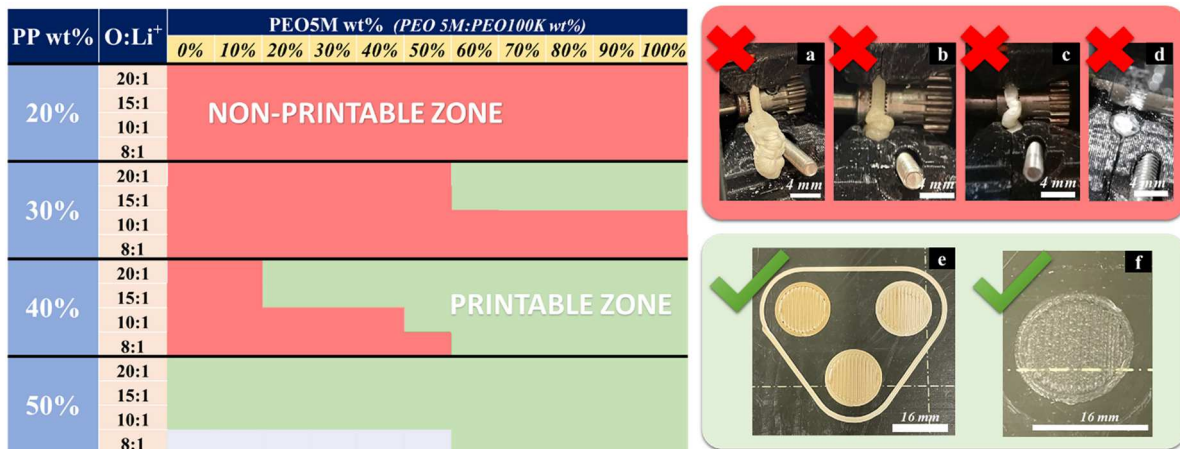 PP wt% O:Li⁺ PEO5M wt% (PEO 5M:PEO100K wt%)
0% 10% 20% 30% 40% 50% 60% 70% 80% 90% 100%
20% 20:1
15:1
10:1
8:1
NON-PRINTABLE ZONE
30% 20:1
15:1
10:1
8:1
40% 20:1
15:1
10:1
8:1
PRINTABLE ZONE
50% 20:1
15:1
10:1
8:1
a
4 mm
b
4 mm
c
4 mm
d
4 mm
e
16 mm
f
16 mm